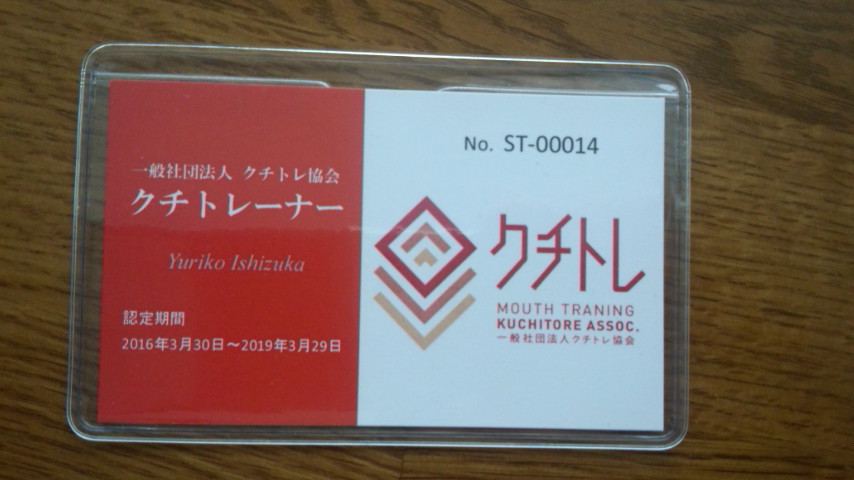 一般社団法人 クチトレ協会
クチトレーナー
Yuriko Ishizuka
認定期間
2016年3月30日～2019年3月29日
No. ST-00014
クチトレ
MOUTH TRANING
KUCHITORE ASSOC.
一般社団法人クチトレ協会